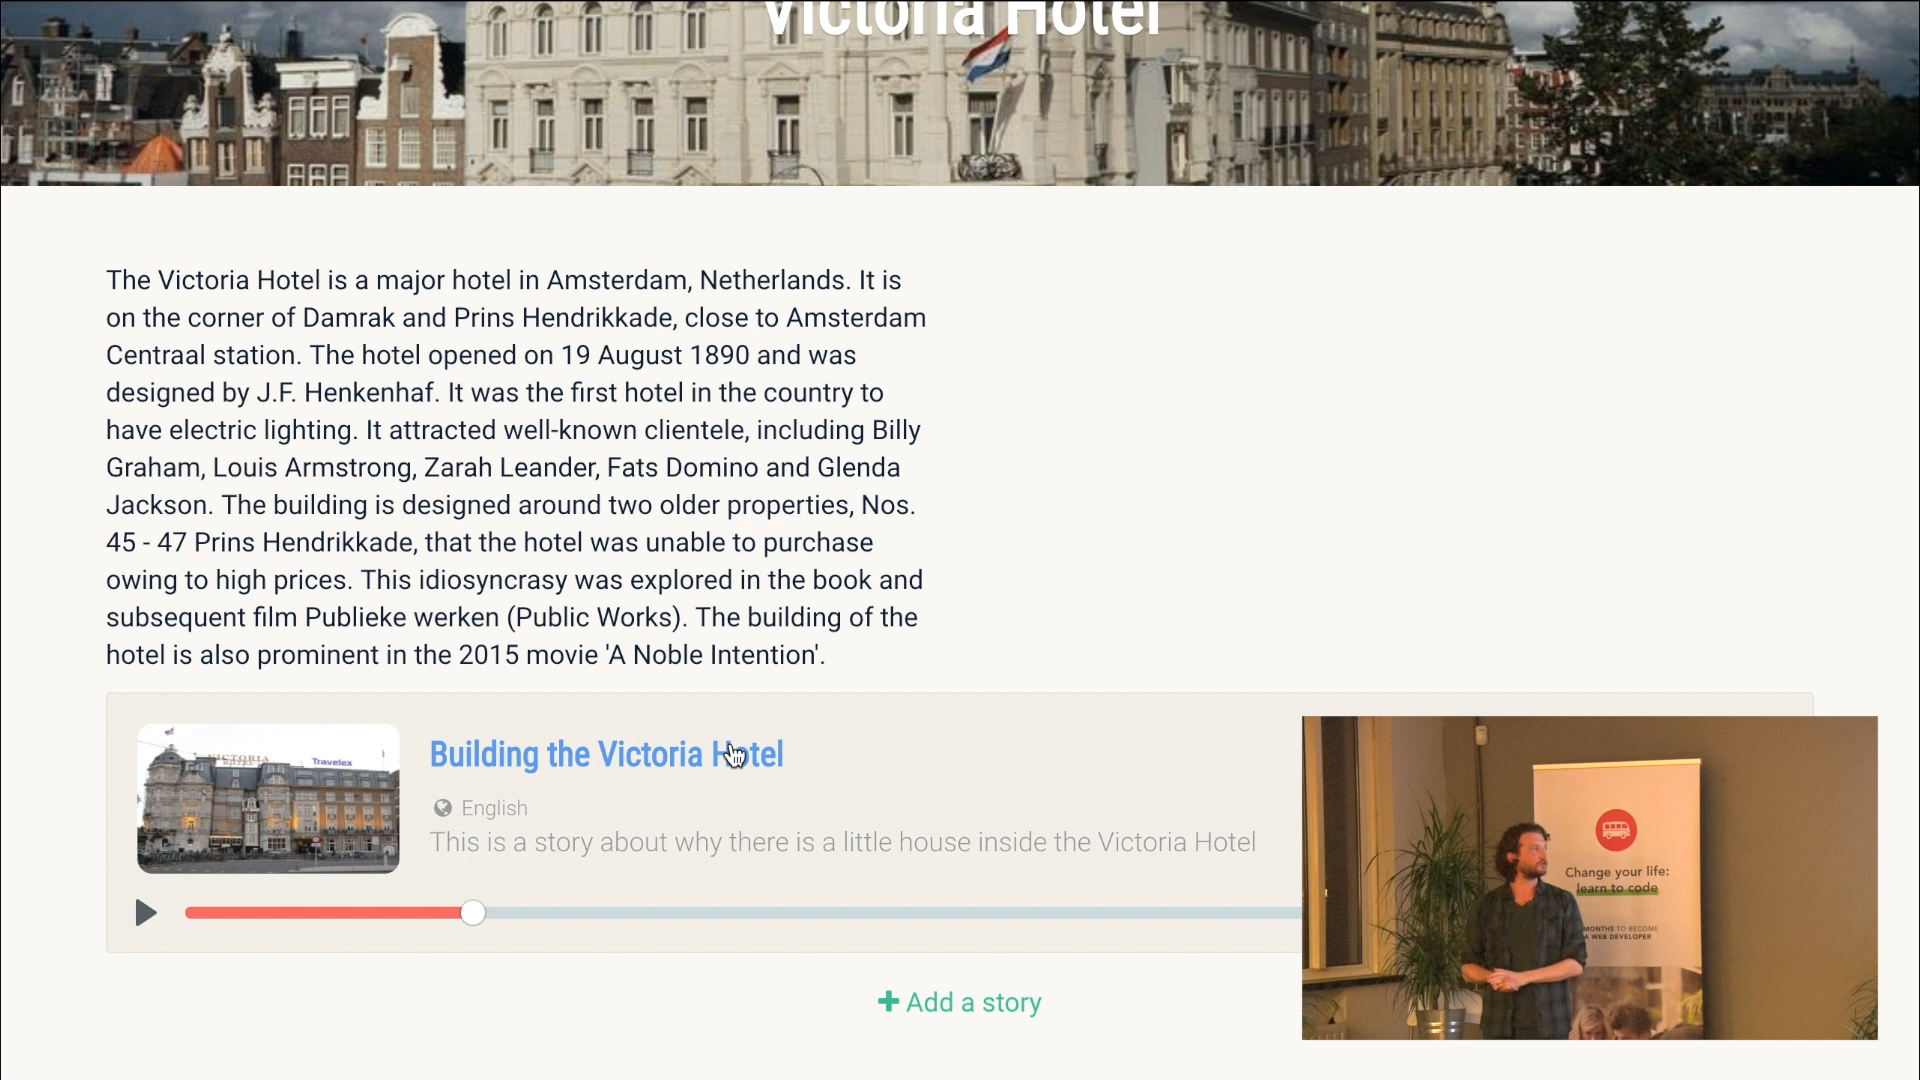 Victoria Hotel
The Victoria Hotel is a major hotel in Amsterdam, Netherlands. It is
on the corner of Damrak and Prins Hendrikkade, close to Amsterdam
Centraal station. The hotel opened on 19 August 1890 and was
designed by J.F. Henkenhaf. It was the first hotel in the country to
have electric lighting. It attracted well-known clientele, including Billy
Graham, Louis Armstrong, Zarah Leander, Fats Domino and Glenda
Jackson. The building is designed around two older properties, Nos.
45 - 47 Prins Hendrikkade, that the hotel was unable to purchase
owing to high prices. This idiosyncrasy was explored in the book and
subsequent film Publieke werken (Public Works). The building of the
hotel is also prominent in the 2015 movie 'A Noble Intention'.
VICTORIA
Travelex
Building the Victoria Hotel
English
This is a story about why there is a little house inside the Victoria Hotel
Add a story
Change your life:
learn to code
MONTHS TO BECOME
A WEB DEVELOPER